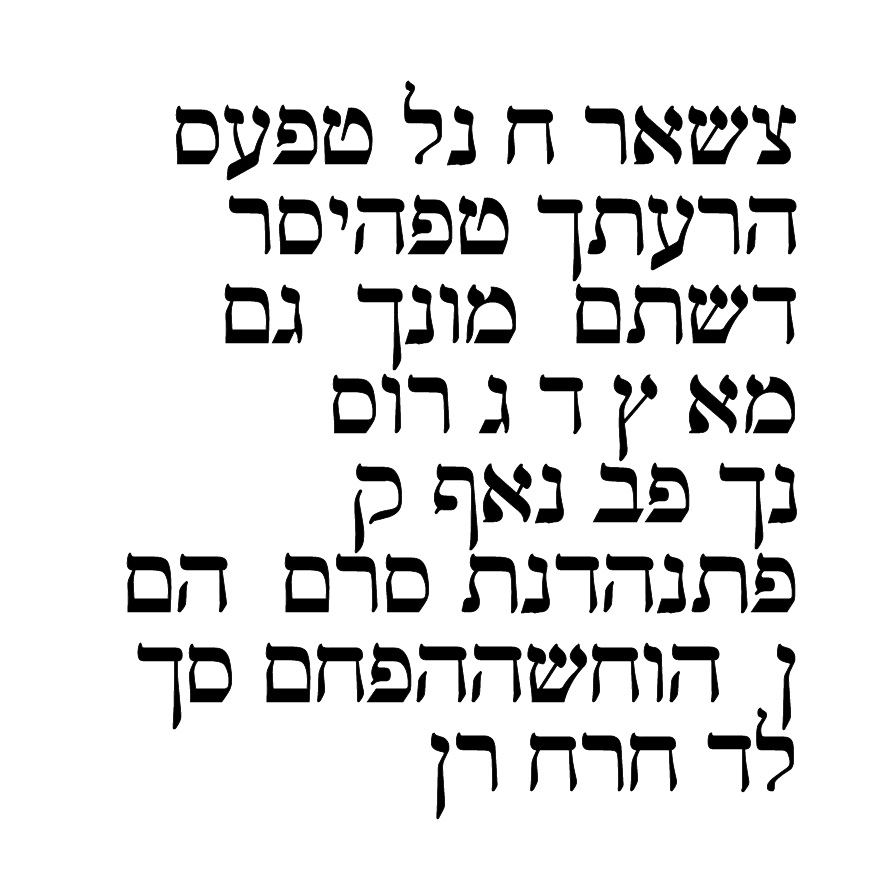 צשאר ח נל טפעס
הרעתך טפהיסר
דשתם מונך גם
מא ץ ד ג רוס
נך פב נאף ק
פתנהדנת סרם הם
ן הוחשההפחם סך
לד חרח רן